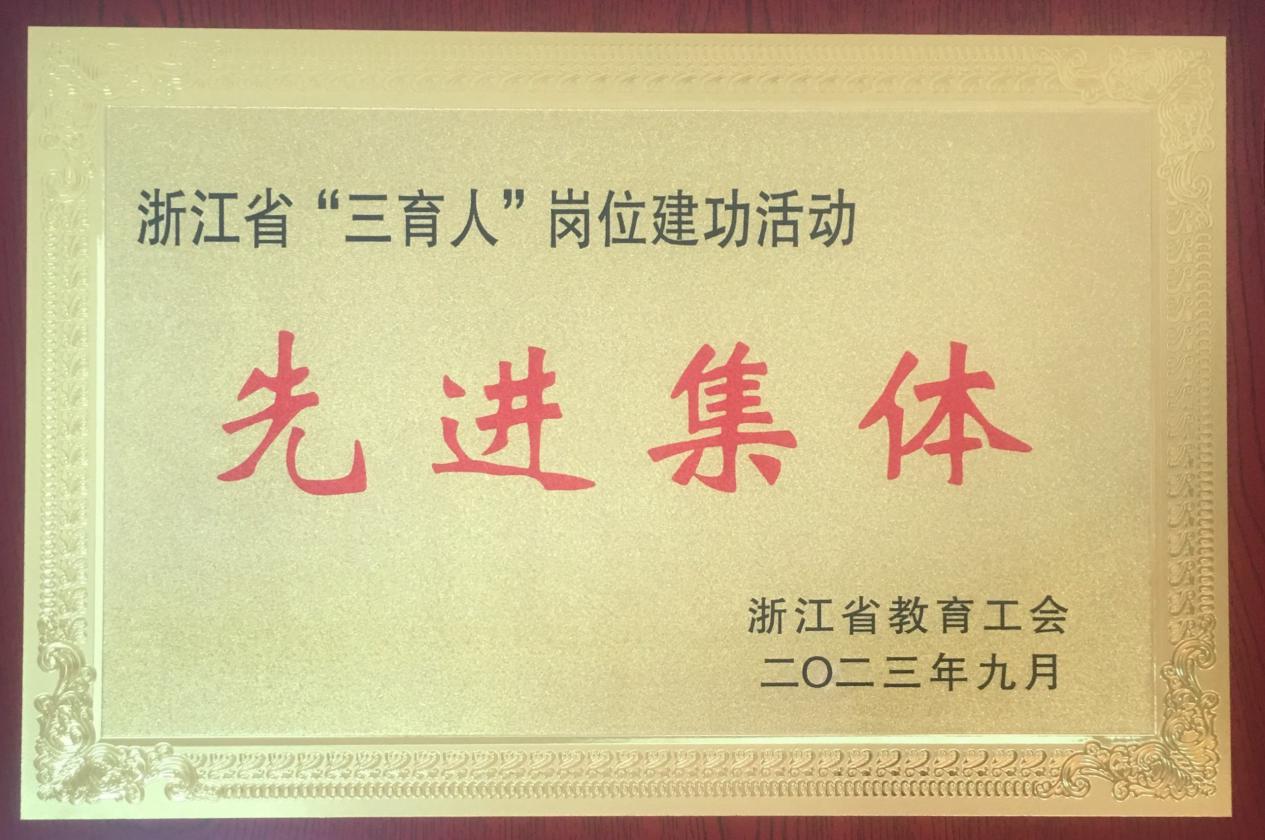 浙江省“三育人”岗位建功活动
先进集体
浙江省教育工会
二〇二三年九月